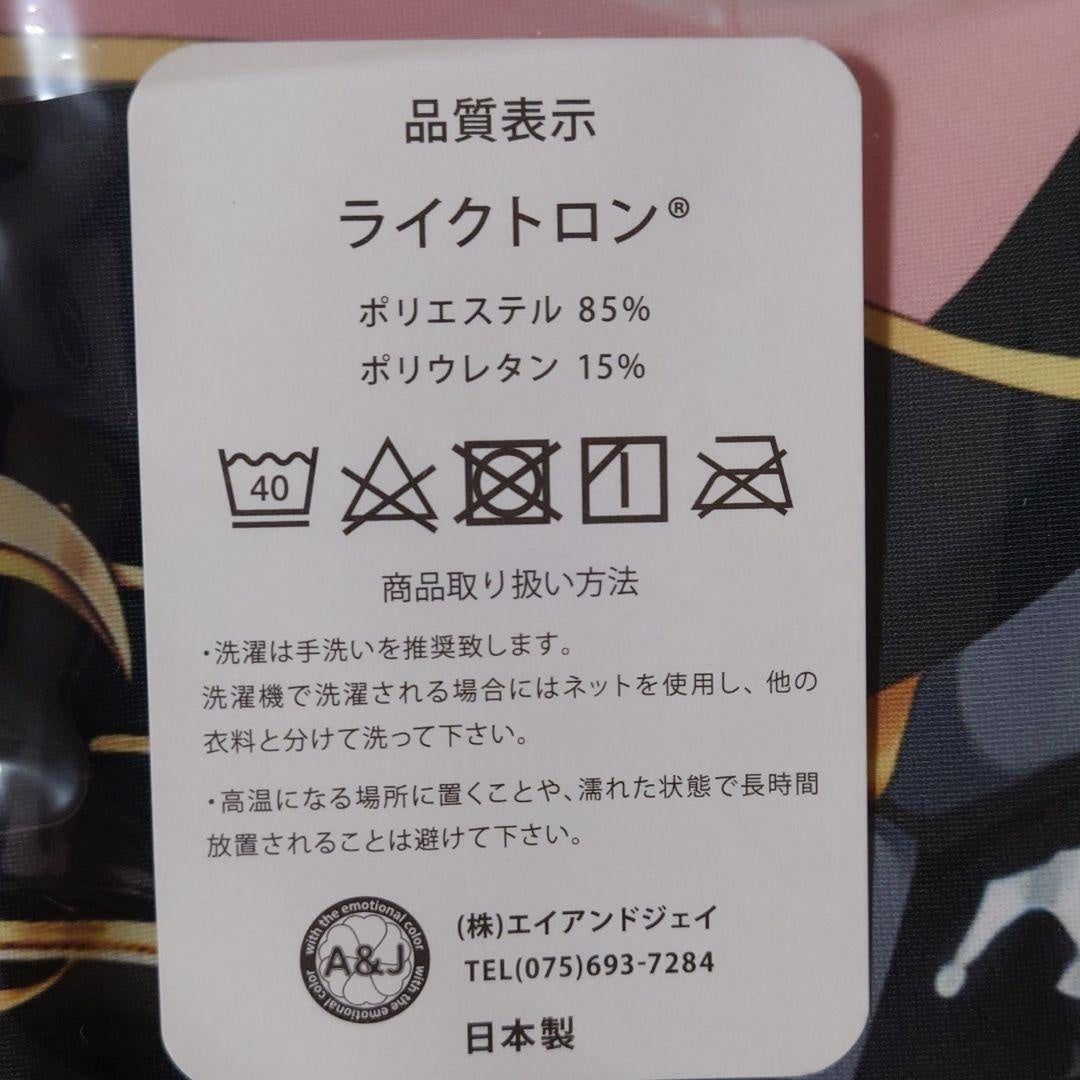 品質表示
ライクトロン®
ポリエステル 85%
ポリウレタン 15%
40
商品取り扱い方法
・洗濯は手洗いを推奨致します。
洗濯機で洗濯される場合にはネットを使用し、他の
衣料と分けて洗って下さい。
・高温になる場所に置くことや、濡れた状態で長時間
放置されることは避けて下さい。
with the emotional color
A&J
with the emotional color
(株)エイアンドジェイ
TEL(075)693-7284
日本製